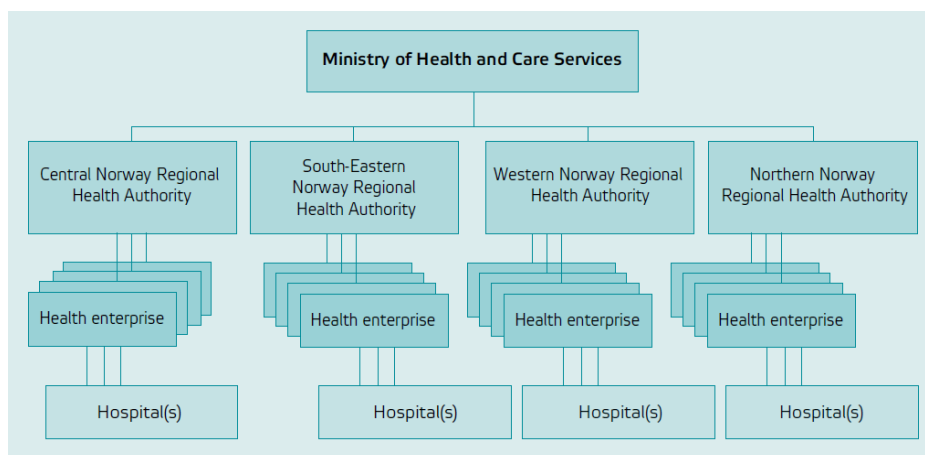 Ministry of Health and Care Services
Central Norway Regional
Health Authority
South-Eastern
Norway Regional
Health Authority
Western Norway Regional
Health Authority
Northern Norway
Regional Health Authority
Health enterprise
Health enterprise
Health enterprise
Health enterprise
Hospital(s)
Hospital(s)
Hospital(s)
Hospital(s)